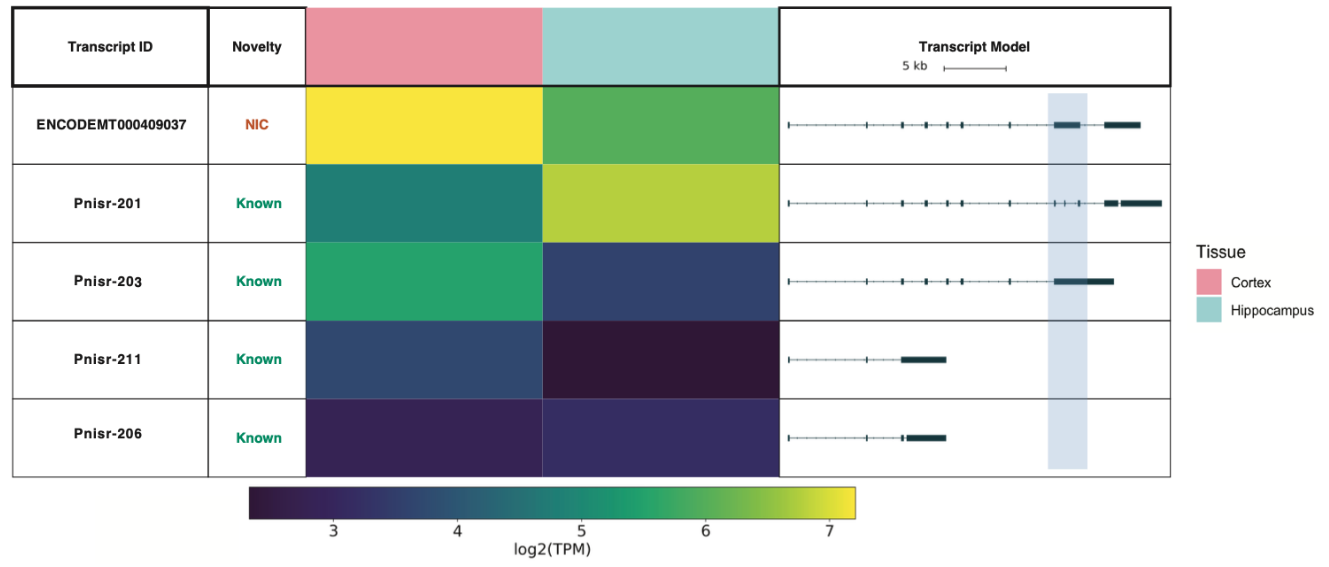 Transcript ID
Novelty
Transcript Model
5 kb
ENCODEMT000409037
NIC
Pnisr-201
Known
Pnisr-203
Known
Pnisr-211
Known
Pnisr-206
Known
Tissue
Cortex
Hippocampus
3 4 5 6 7
log2(TPM)